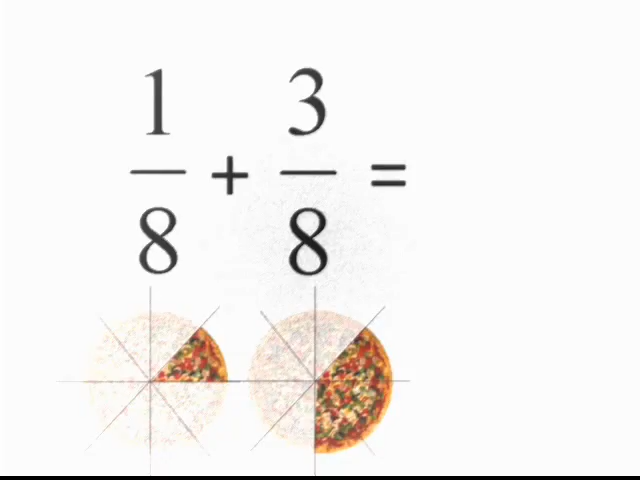 1/8 + 3/8 =